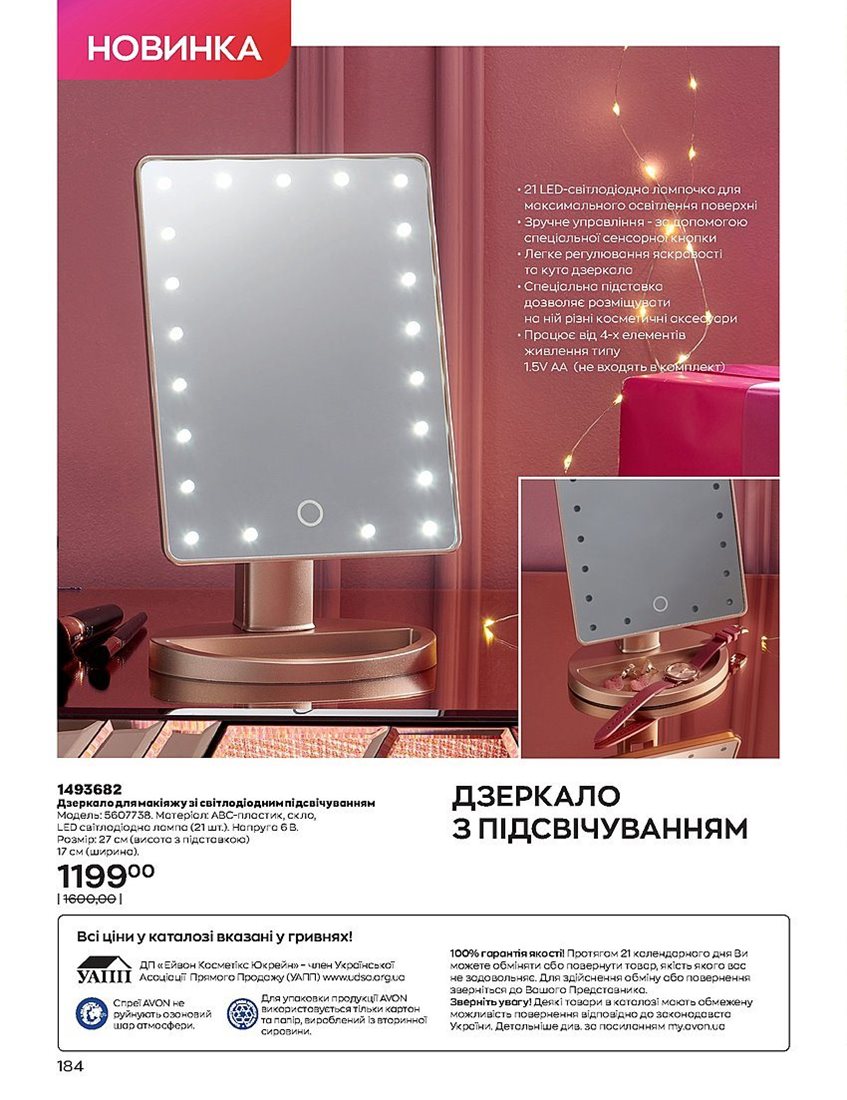 НОВИНКА
• 21 LED-світлодіодна лампочка для
максимального освітлення поверхні
• Зручне управління - за допомогою
спеціальної сенсорної кнопки
• Легке регулювання яскравості
та кута дзеркала
• Спеціальна підставка
дозволяє розміщувати
на ній різні косметичні аксесуари
• Працює від 4-х елементів
живлення типу
1.5V АА (не входять в комплект)
1493682
Дзеркало для макіяжу зі світлодіодним підсвічуванням
Модель: 5607738. Матеріал: АВС-пластик, скло,
LED світлодіодна лампа (21 шт.). Напруга 6 В.
Розмір: 27 см (висота з підставкою)
17 см (ширина).
1199⁰⁰
| 1600,00 |
ДЗЕРКАЛО
З ПІДСВІЧУВАННЯМ
Всі ціни у каталозі вказані у гривнях!
УАПП
ДП «Ейвон Косметікс Юкрейн» – член Української
Асоціації Прямого Продажу (УАПП) www.udsa.org.ua
Спреї AVON не
руйнують озоновий
шар атмосфери.
Для упаковки продукції AVON
використовується тільки картон
та папір, вироблений із вторинної
сировини.
100% гарантія якості! Протягом 21 календарного дня Ви
можете обміняти або повернути товар, якість якого вас
не задовольняє. Для здійснення обміну або повернення
зверніться до Вашого Представника.
Зверніть увагу! Деякі товари в каталозі мають обмежену
можливість повернення відповідно до законодавства
України. Детальніше див. за посиланням my.avon.ua
184